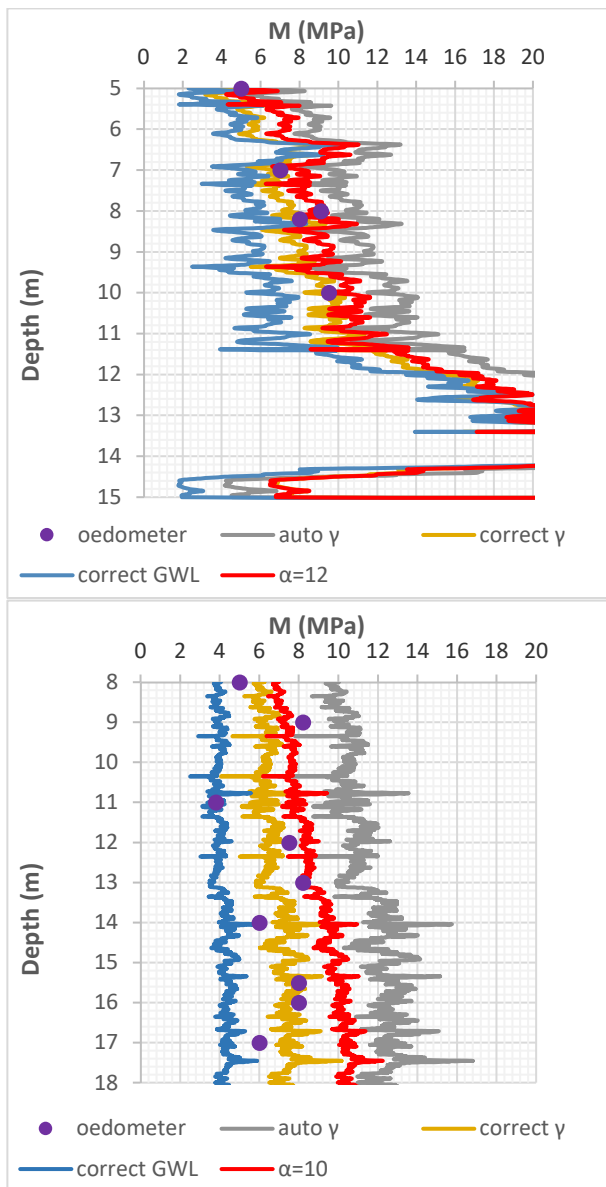 M (MPa)
0 2 4 6 8 10 12 14 16 18 20
Depth (m)
5
6
7
8
9
10
11
12
13
14
15
oedometer auto γ correct γ
correct GWL α=12
M (MPa)
0 2 4 6 8 10 12 14 16 18 20
Depth (m)
8
9
10
11
12
13
14
15
16
17
18
oedometer auto γ correct γ
correct GWL α=10